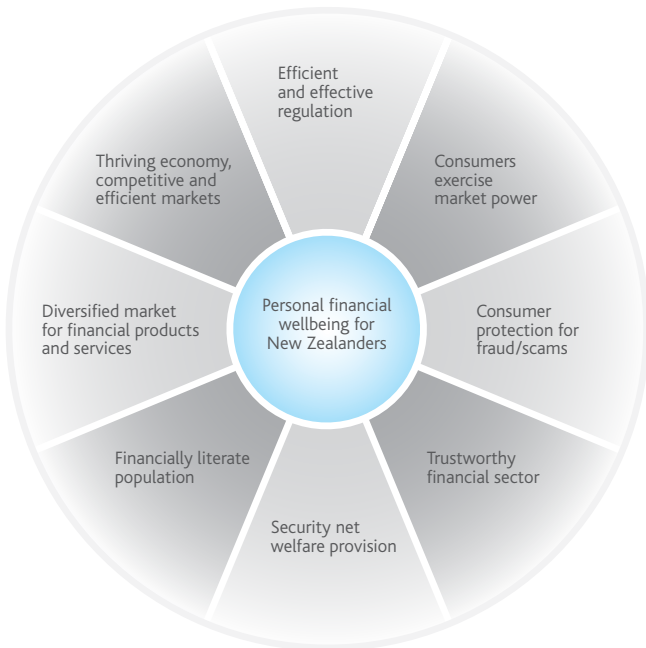 Efficient
and effective
regulation
Consumers
exercise
market power
Consumer
protection for
fraud/scams
Trustworthy
financial sector
Security net
welfare provision
Financially literate
population
Diversified market
for financial products
and services
Thriving economy,
competitive and
efficient markets
Personal financial
wellbeing for
New Zealanders